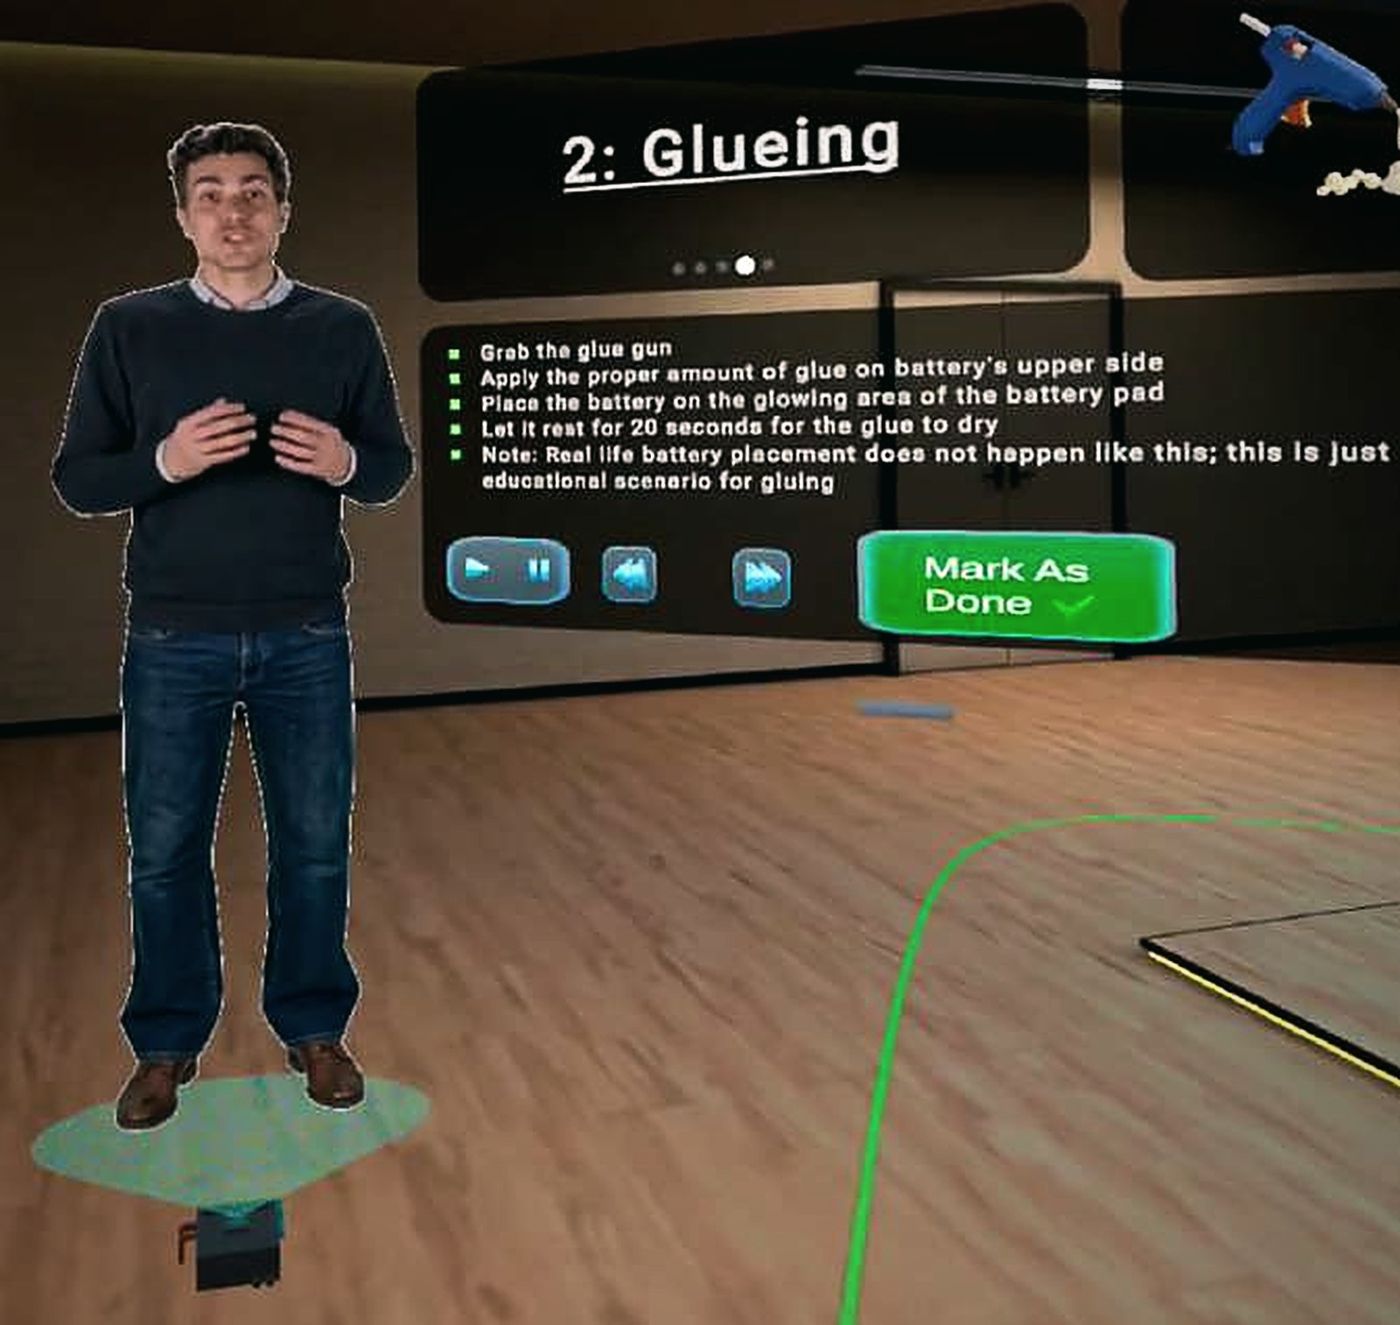 2: Glueing
Grab the glue gun
Apply the proper amount of glue on battery's upper side
Place the battery on the glowing area of the battery pad
Let it rest for 20 seconds for the glue to dry
Note: Real life battery placement does not happen like this; this is just
educational scenario for gluing
Mark As
Done